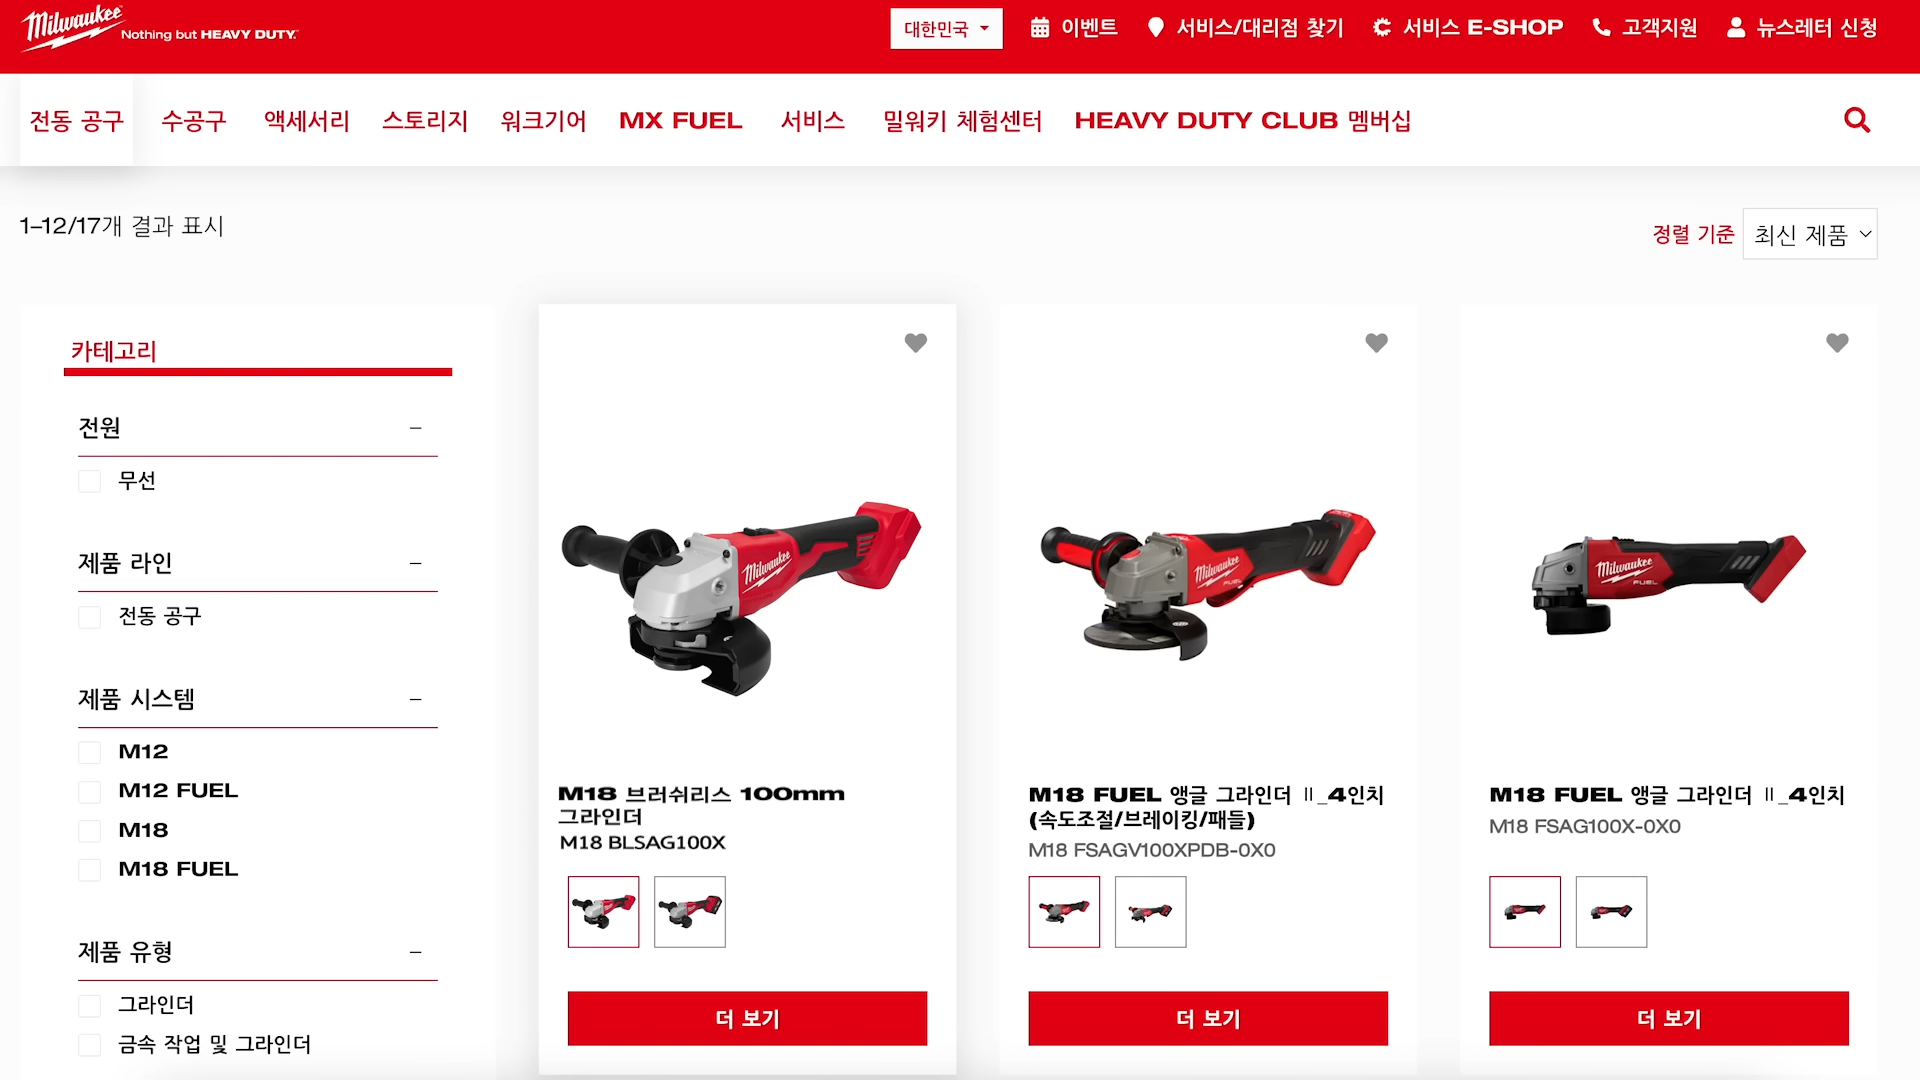 Milwaukee
Nothing but HEAVY DUTY.
대한민국
이벤트
서비스/대리점 찾기
서비스 E-SHOP
고객지원
뉴스레터 신청
전동 공구
수공구
액세서리
스토리지
워크기어
MX FUEL
서비스
밀워키 체험센터
HEAVY DUTY CLUB 멤버십
1–12/17개 결과 표시
정렬 기준
최신 제품
카테고리
전원
무선
제품 라인
전동 공구
제품 시스템
M12
M12 FUEL
M18
M18 FUEL
제품 유형
그라인더
금속 작업 및 그라인더
Milwaukee
M18 브러쉬리스 100mm
그라인더
M18 BLSAG100X
더 보기
Milwaukee
FUEL
M18 FUEL 앵글 그라인더 Ⅱ_4인치
(속도조절/브레이킹/패들)
M18 FSAGV100XPDB-0X0
더 보기
Milwaukee
FUEL
M18 FUEL 앵글 그라인더 Ⅱ_4인치
M18 FSAG100X-0X0
더 보기